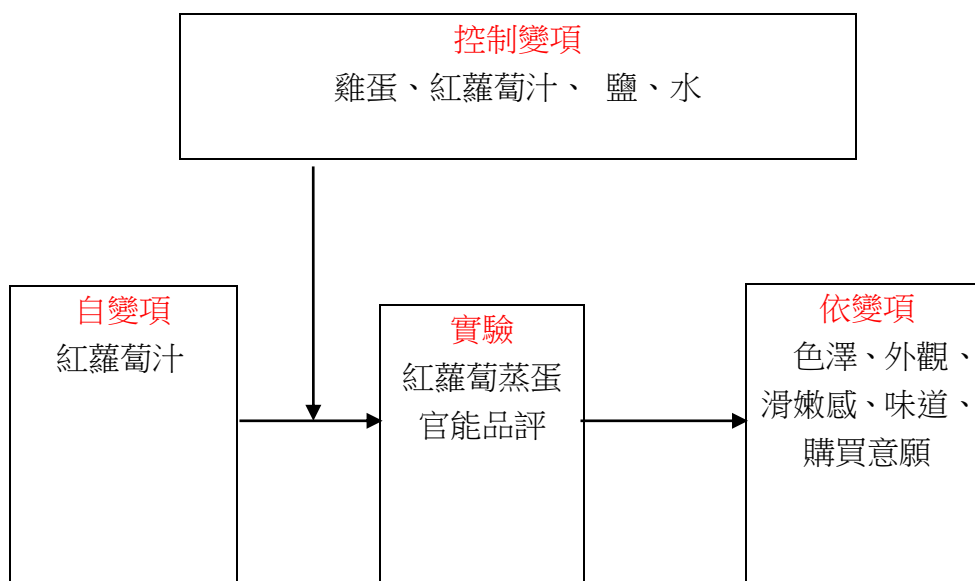 控制變項
雞蛋、紅蘿蔔汁、 鹽、水
自變項
紅蘿蔔汁
實驗
紅蘿蔔蒸蛋
官能品評
依變項
色澤、外觀、
滑嫩感、味道、
購買意願